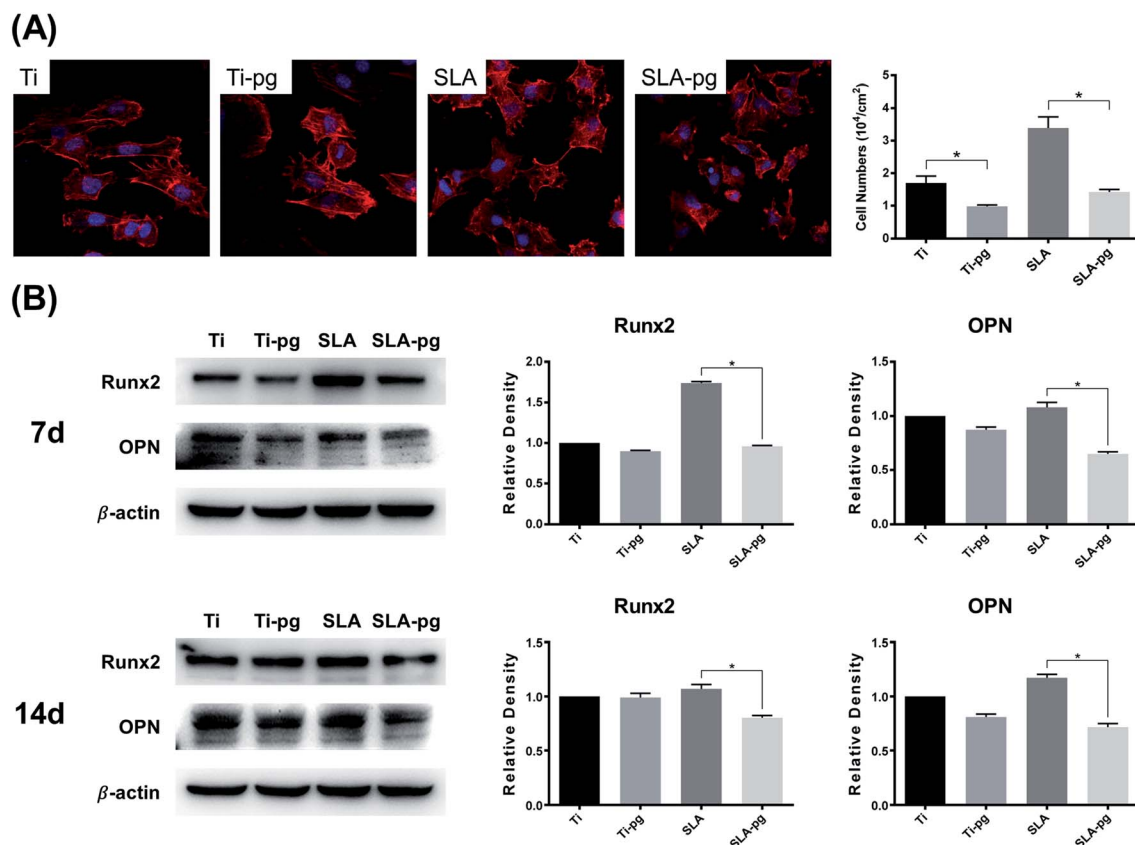 (A)
Ti
Ti-pg
SLA
SLA-pg
Cell Numbers (10⁴/cm²)
5
4
3
2
1
0
*
*
Ti
Ti-pg
SLA
SLA-pg
(B)
7d
Ti Ti-pg SLA SLA-pg
Runx2
OPN
β-actin
Runx2
Relative Density
2.0
1.5
1.0
0.5
0.0
*
Ti
Ti-pg
SLA
SLA-pg
OPN
Relative Density
1.5
1.0
0.5
0.0
*
Ti
Ti-pg
SLA
SLA-pg
14d
Ti Ti-pg SLA SLA-pg
Runx2
OPN
β-actin
Runx2
Relative Density
1.5
1.0
0.5
0.0
*
Ti
Ti-pg
SLA
SLA-pg
OPN
Relative Density
1.5
1.0
0.5
0.0
*
Ti
Ti-pg
SLA
SLA-pg